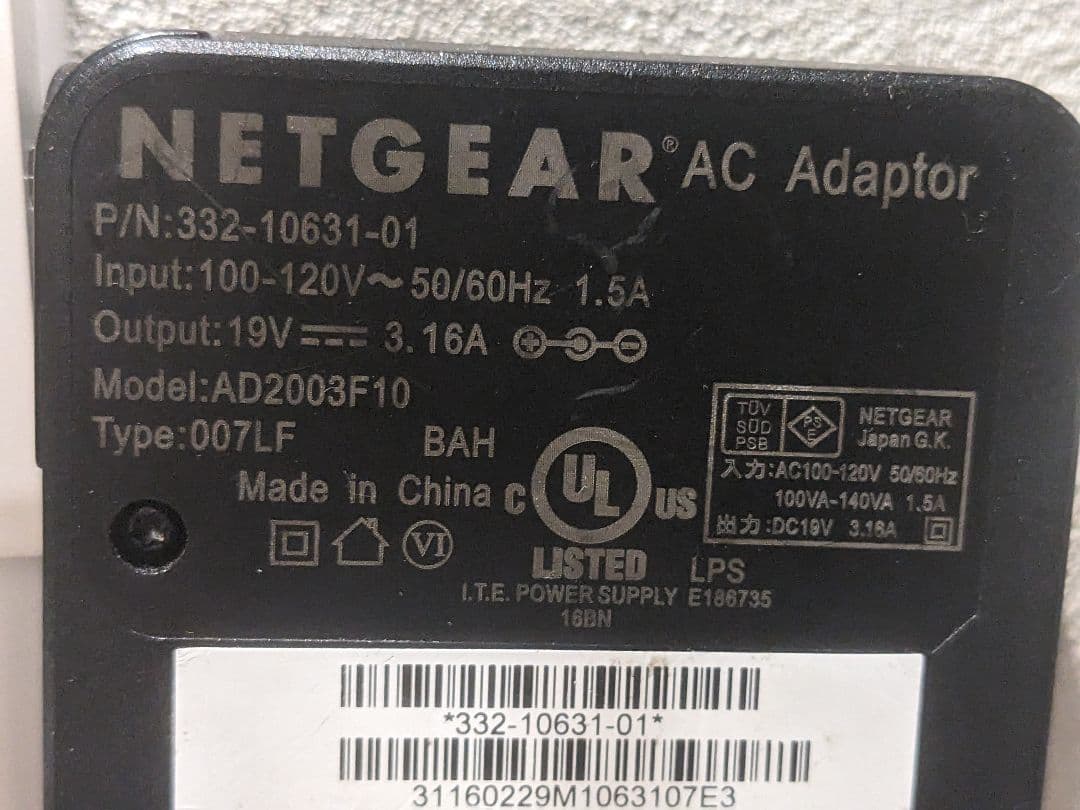 NETGEAR® AC Adaptor
P/N:332-10631-01
Input:100-120V~ 50/60Hz 1.5A
Output:19V⎓ 3.16A
Model:AD2003F10
Type:007LF BAH
Made in China
C UL US
LISTED LPS
I.T.E. POWER SUPPLY E186735
16BN
VI
TÜV
SÜD
PSB
PS
E
NETGEAR
Japan G.K.
入力:AC100-120V 50/60Hz
100VA-140VA 1.5A
出力:DC19V 3.16A
*332-10631-01*
31160229M1063107E3